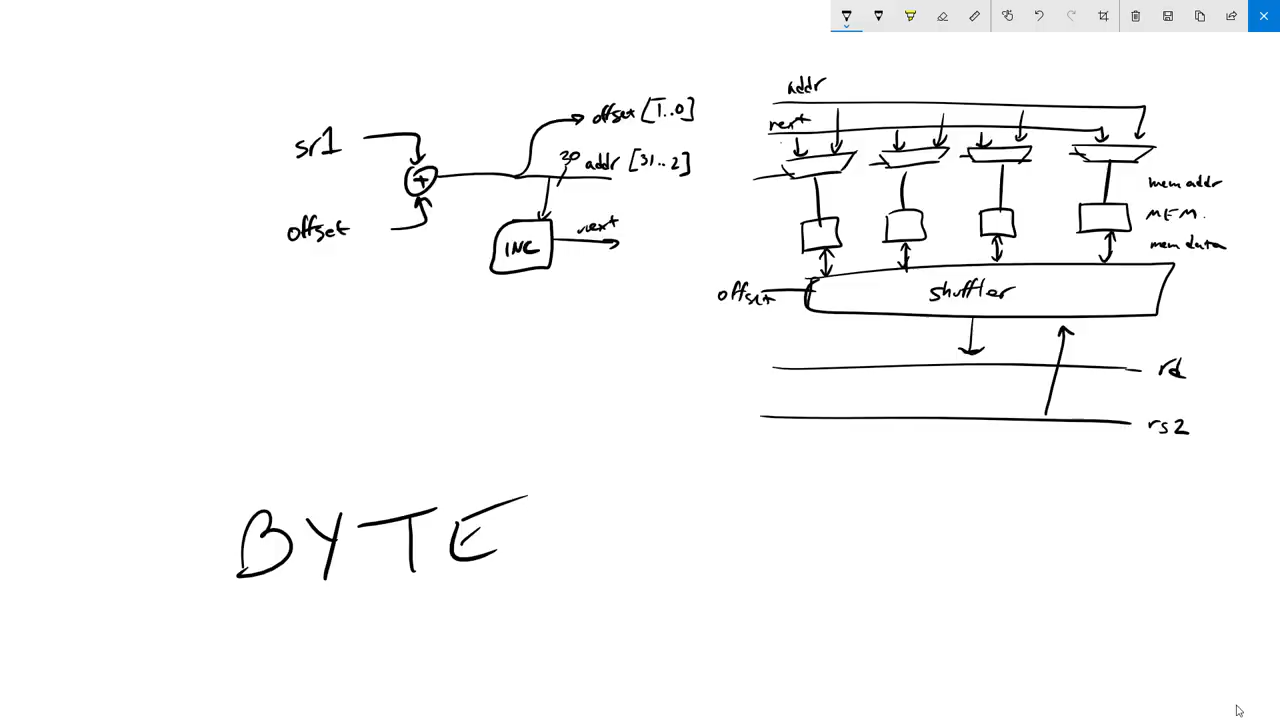 sr1
offset
offset [1..0]
30 addr [31..2]
INC
next
addr
next
mem addr
MEM.
mem data
offset
shuffler
rd
rs2
BYTE